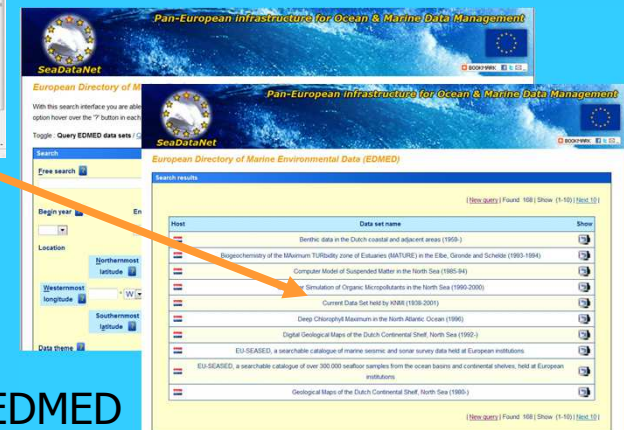 Pan-European infrastructure for Ocean & Marine Data Management
SeaDataNet
BOOKMARK
European Directory of M
With this search interface you are able
option hover over the '?' button in each
Toggle : Query EDMED data sets /
Search
Free search ?
Begin year ?
En
Location
Northernmost latitude ?
Westernmost longitude ?
° W
Southernmost latitude ?
Data theme ?
Pan-European infrastructure for Ocean & Marine Data Management
SeaDataNet
BOOKMARK
European Directory of Marine Environmental Data (EDMED)
Search results
| New query | Found 168 | Show (1-10) | Next 10 |
Host Data set name Show
Benthic data in the Dutch coastal and adjacent areas (1959-)
Biogeochemistry of the MAximum TURbidity zone of Estuaries (MATURE) in the Elbe, Gironde and Schelde (1993-1994)
Computer Model of Suspended Matter in the North Sea (1985-94)
Simulation of Organic Micropollutants in the North Sea (1990-2000)
Current Data Set held by KNMI (1838-2001)
Deep Chlorophyll Maximum in the North Atlantic Ocean (1996)
Digital Geological Maps of the Dutch Continental Shelf, North Sea (1992-)
EU-SEASED, a searchable catalogue of marine seismic and sonar survey data held at European institutions
EU-SEASED, a searchable catalogue of over 300.000 seafloor samples from the ocean basins and continental shelves, held at European
institutions
Geological Maps of the Dutch Continental Shelf, North Sea (1980-)
| New query | Found 168 | Show (1-10) | Next 10 |
EDMED